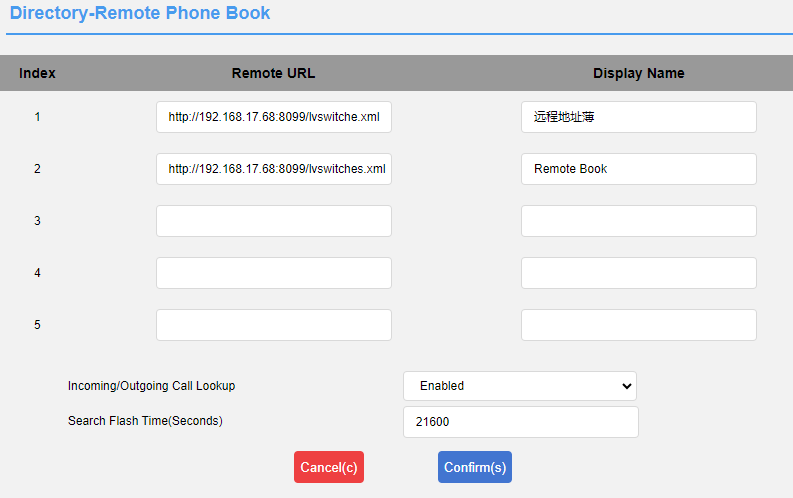 Directory-Remote Phone Book
Index Remote URL Display Name
1 http://192.168.17.68:8099/lvswitche.xml 远程地址薄
2 http://192.168.17.68:8099/lvswitches.xml Remote Book
3
4
5
Incoming/Outgoing Call Lookup Enabled
Search Flash Time(Seconds) 21600
Cancel(c) Confirm(s)